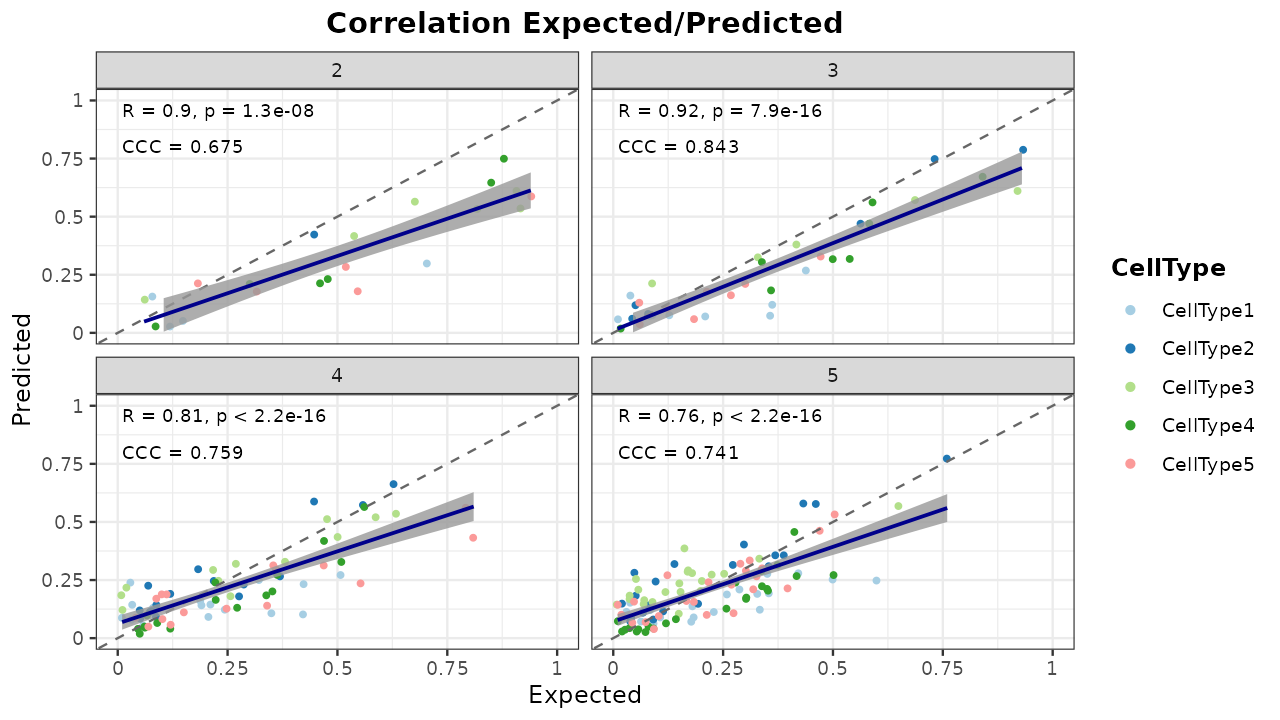 Correlation Expected/Predicted
2
3
R = 0.9, p = 1.3e-08
CCC = 0.675
R = 0.92, p = 7.9e-16
CCC = 0.843
1
0.75
0.5
0.25
0
4
5
R = 0.81, p < 2.2e-16
CCC = 0.759
R = 0.76, p < 2.2e-16
CCC = 0.741
1
0.75
0.5
0.25
0
0
0.25
0.5
0.75
1
0
0.25
0.5
0.75
1
Predicted
Expected
CellType
CellType1
CellType2
CellType3
CellType4
CellType5